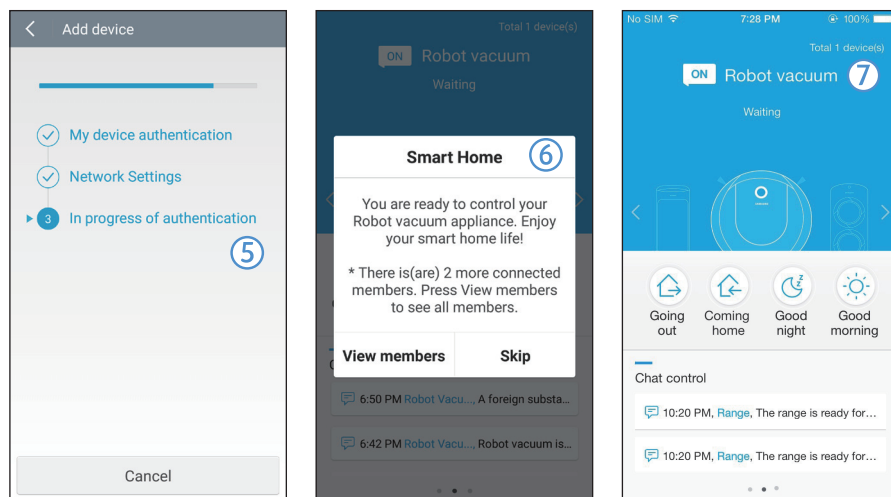 Add device
My device authentication
Network Settings
3 In progress of authentication
⑤
Cancel
Total 1 device(s)
ON Robot vacuum
Waiting
Smart Home
⑥
You are ready to control your
Robot vacuum appliance. Enjoy
your smart home life!
* There is(are) 2 more connected
members. Press View members
to see all members.
View members Skip
6:50 PM Robot Vacu..., A foreign substa...
6:42 PM Robot Vacu..., Robot vacuum is...
No SIM 7:28 PM 100%
Total 1 device(s)
ON Robot vacuum ⑦
Waiting
Going
out
Coming
home
Good
night
Good
morning
Chat control
10:20 PM, Range, The range is ready for...
10:20 PM, Range, The range is ready for...